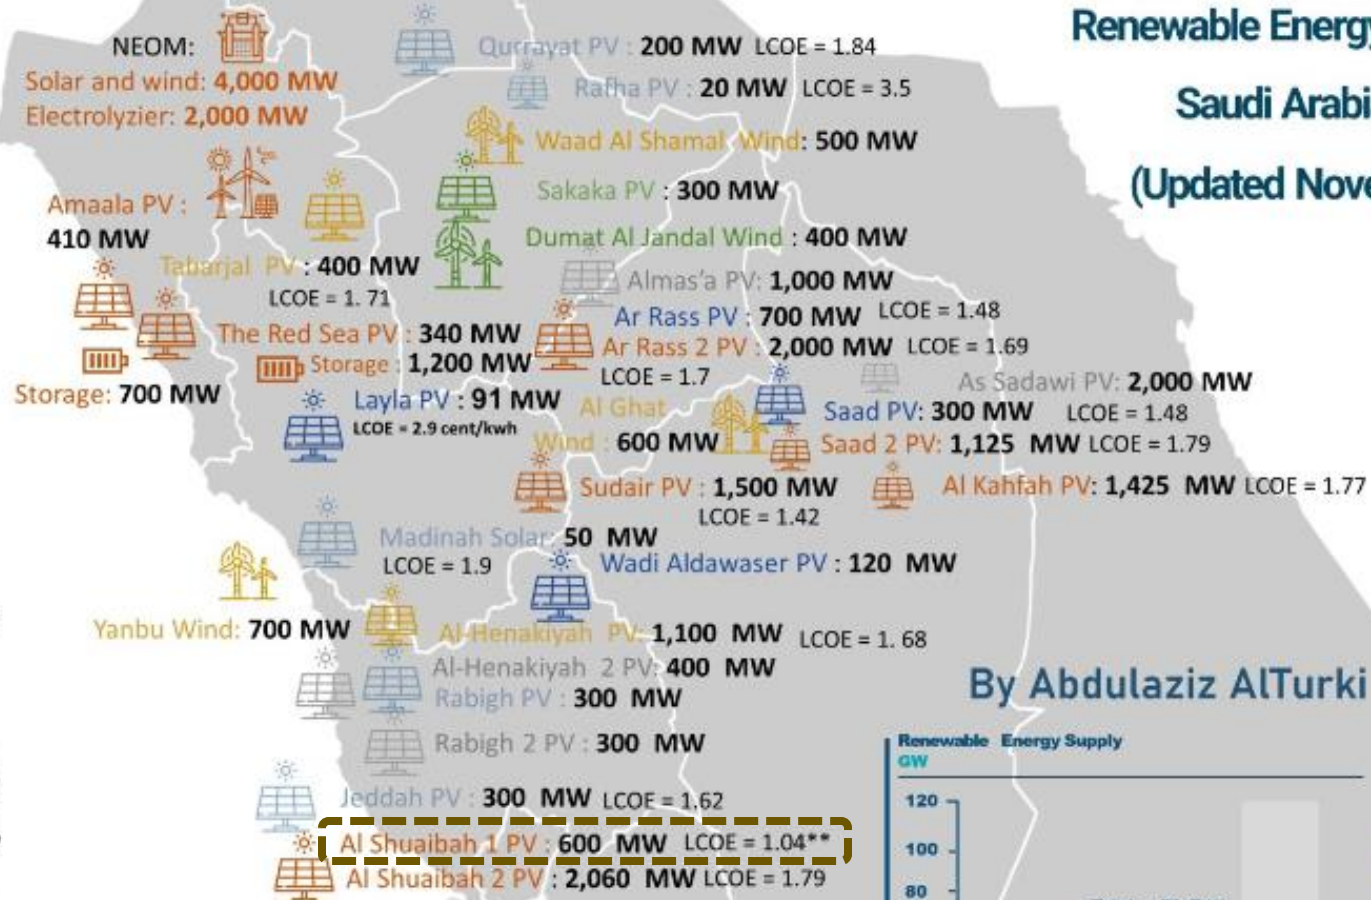 Renewable Energy
Saudi Arabi
(Updated Nove
NEOM:
Solar and wind: 4,000 MW
Electrolyzier: 2,000 MW
Qurrayat PV : 200 MW LCOE = 1.84
Rafha PV : 20 MW LCOE = 3.5
Waad Al Shamal Wind: 500 MW
Sakaka PV : 300 MW
Amaala PV :
410 MW
Dumat Al Jandal Wind : 400 MW
Tabarjal PV : 400 MW
LCOE = 1. 71
Almas'a PV: 1,000 MW
Ar Rass PV : 700 MW LCOE = 1.48
The Red Sea PV : 340 MW
Ar Rass 2 PV : 2,000 MW LCOE = 1.69
Storage : 1,200 MW
LCOE = 1.7
Storage: 700 MW
As Sadawi PV: 2,000 MW
Layla PV : 91 MW
LCOE = 2.9 cent/kwh
Al Ghat
Wind : 600 MW
Saad PV: 300 MW LCOE = 1.48
Saad 2 PV: 1,125 MW LCOE = 1.79
Sudair PV : 1,500 MW
LCOE = 1.42
Al Kahfah PV: 1,425 MW LCOE = 1.77
Madinah Solar: 50 MW
LCOE = 1.9
Wadi Aldawaser PV : 120 MW
Yanbu Wind: 700 MW
Al-Henakiyah PV: 1,100 MW LCOE = 1. 68
Al-Henakiyah 2 PV: 400 MW
Rabigh PV : 300 MW
Rabigh 2 PV : 300 MW
Jeddah PV : 300 MW LCOE = 1.62
Al Shuaibah 1 PV : 600 MW LCOE = 1.04**
Al Shuaibah 2 PV : 2,060 MW LCOE = 1.79
By Abdulaziz AlTurki
Renewable Energy Supply
GW
120
100
80